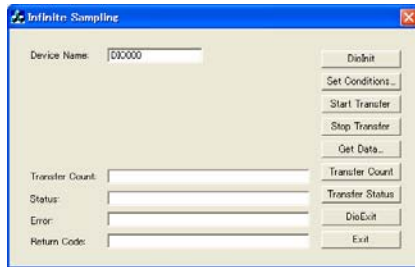 Infinite Sampling
Device Name: DIO000
DioInit
Set Conditions...
Start Transfer
Stop Transfer
Get Data...
Transfer Count: Transfer Count
Status: Transfer Status
Error: DioExit
Return Code: Exit